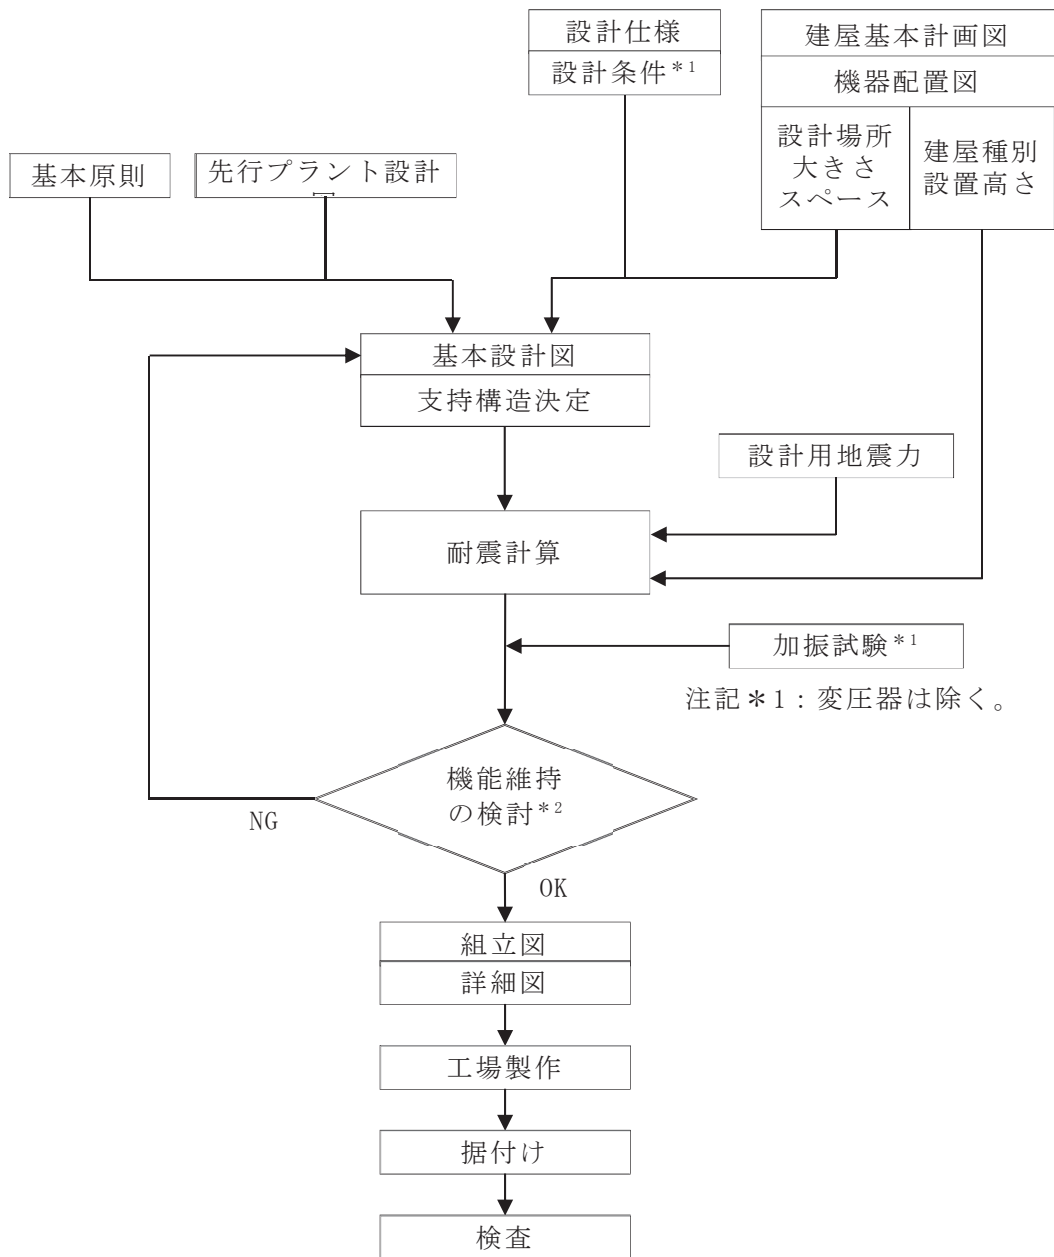 設計仕様
設計条件*1
建屋基本計画図
機器配置図
設計場所
大きさ
スペース
建屋種別
設置高さ
基本原則
先行プラント設計
基本設計図
支持構造決定
設計用地震力
耐震計算
加振試験*1
注記*1:変圧器は除く。
機能維持
の検討*2
NG
OK
組立図
詳細図
工場製作
据付け
検査